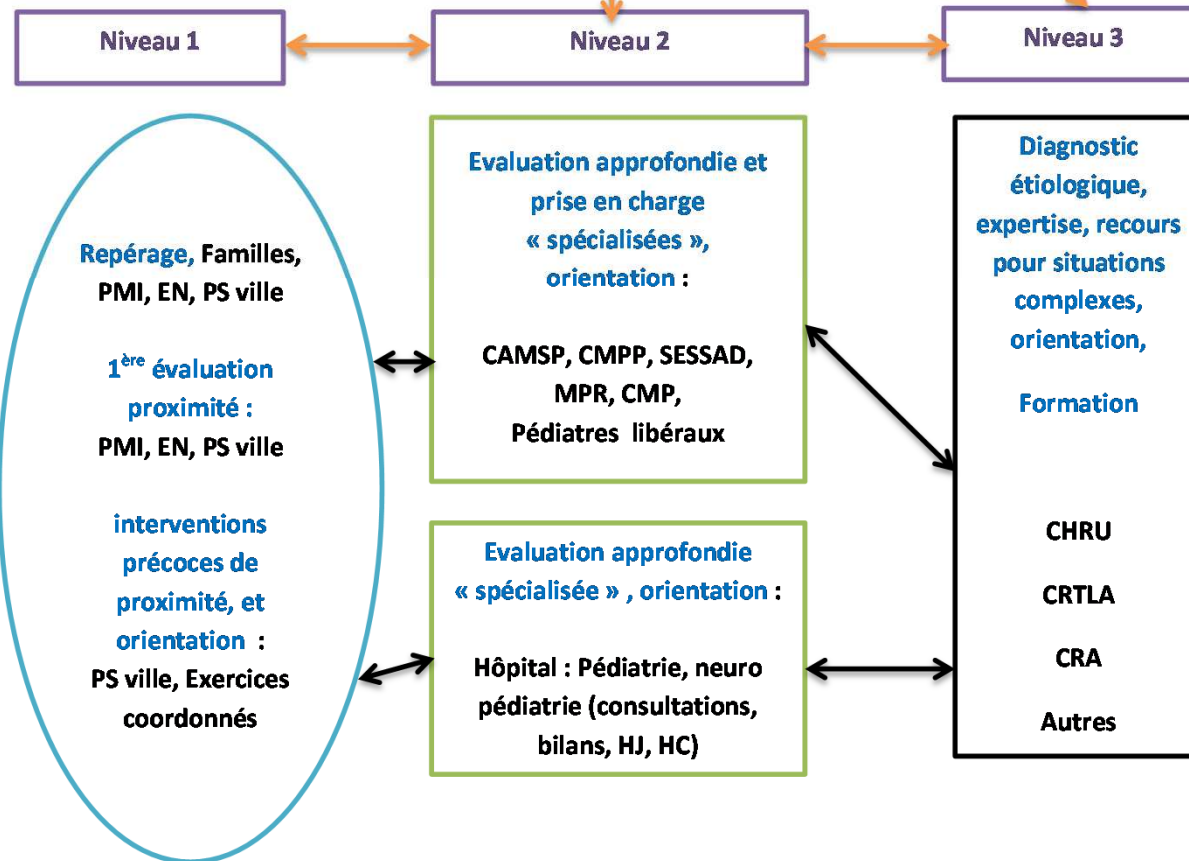 Niveau 1
Niveau 2
Niveau 3
Repérage, Familles,
PMI, EN, PS ville
1ère évaluation
proximité :
PMI, EN, PS ville
interventions
précoces de
proximité, et
orientation :
PS ville, Exercices
coordonnés
Evaluation approfondie et
prise en charge
« spécialisées »,
orientation :
CAMSP, CMPP, SESSAD,
MPR, CMP,
Pédiatres libéraux
Evaluation approfondie
« spécialisée » , orientation :
Hôpital : Pédiatrie, neuro
pédiatrie (consultations,
bilans, HJ, HC)
Diagnostic
étiologique,
expertise, recours
pour situations
complexes,
orientation,
Formation
CHRU
CRTLA
CRA
Autres